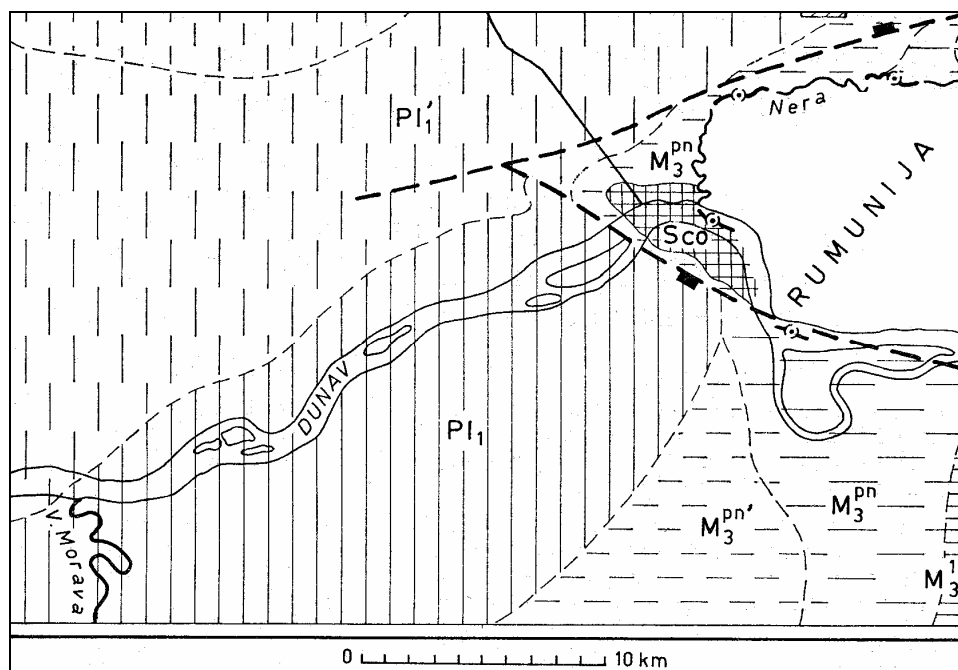 Pl₁'
Nera
M₃ᵖⁿ
RUMUNIJA
Sco
DUNAV
Pl₁
V. Morava
M₃ᵖⁿ'
M₃ᵖⁿ
M₃¹
0 10 km